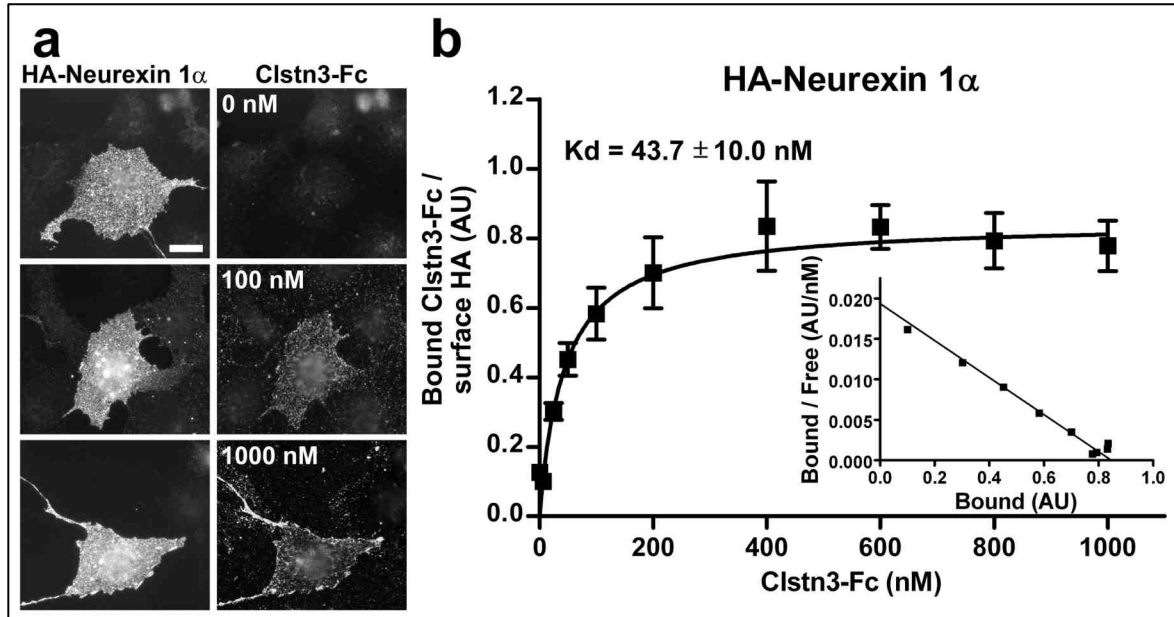 a
HA-Neurexin 1α
Clstn3-Fc
0 nM
100 nM
1000 nM
b
HA-Neurexin 1α
Kd = 43.7 ± 10.0 nM
Bound Clstn3-Fc /
surface HA (AU)
1.2
1.0
0.8
0.6
0.4
0.2
0.0
0 200 400 600 800 1000
Clstn3-Fc (nM)
Bound / Free (AU/nM)
0.020
0.015
0.010
0.005
0.000
0.0 0.2 0.4 0.6 0.8 1.0
Bound (AU)